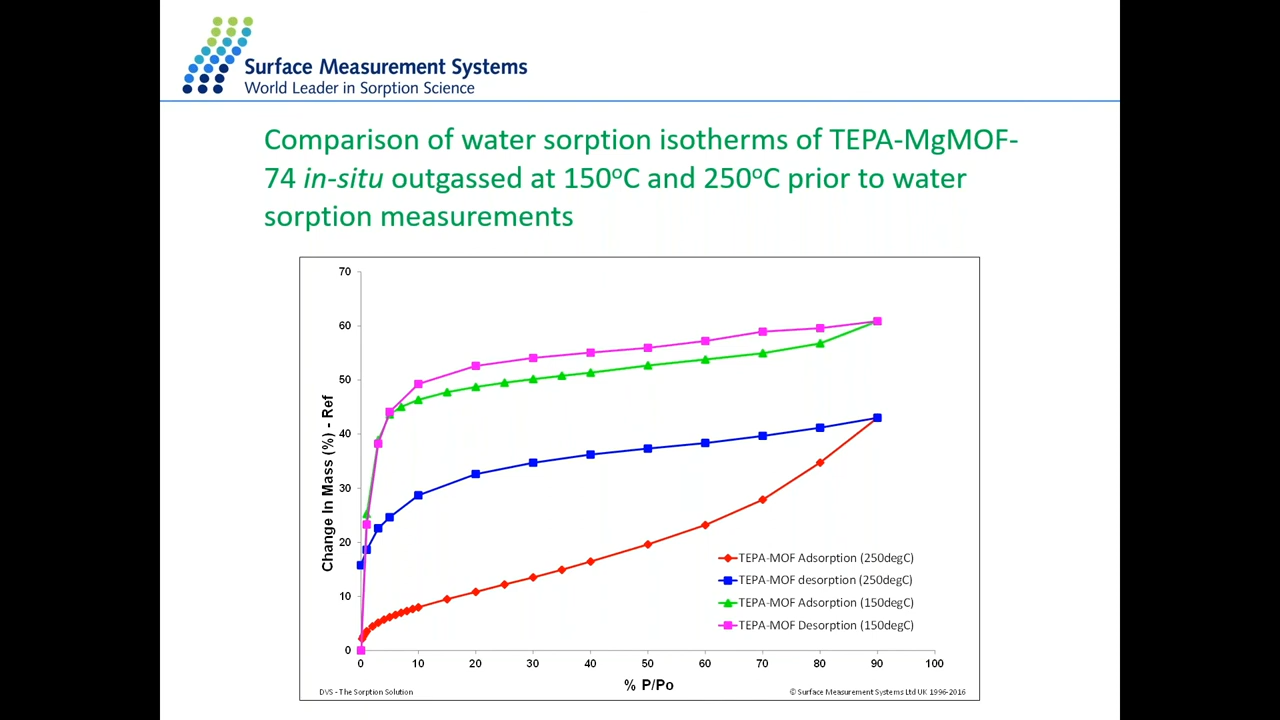 Surface Measurement Systems
World Leader in Sorption Science
Comparison of water sorption isotherms of TEPA-MgMOF-
74 in-situ outgassed at 150oC and 250oC prior to water
sorption measurements
70
60
50
40
30
20
10
0
Change In Mass (%) - Ref
TEPA-MOF Adsorption (250degC)
TEPA-MOF desorption (250degC)
TEPA-MOF Adsorption (150degC)
TEPA-MOF Desorption (150degC)
0 10 20 30 40 50 60 70 80 90 100
% P/Po
DVS - The Sorption Solution
© Surface Measurement Systems Ltd UK 1996-2016